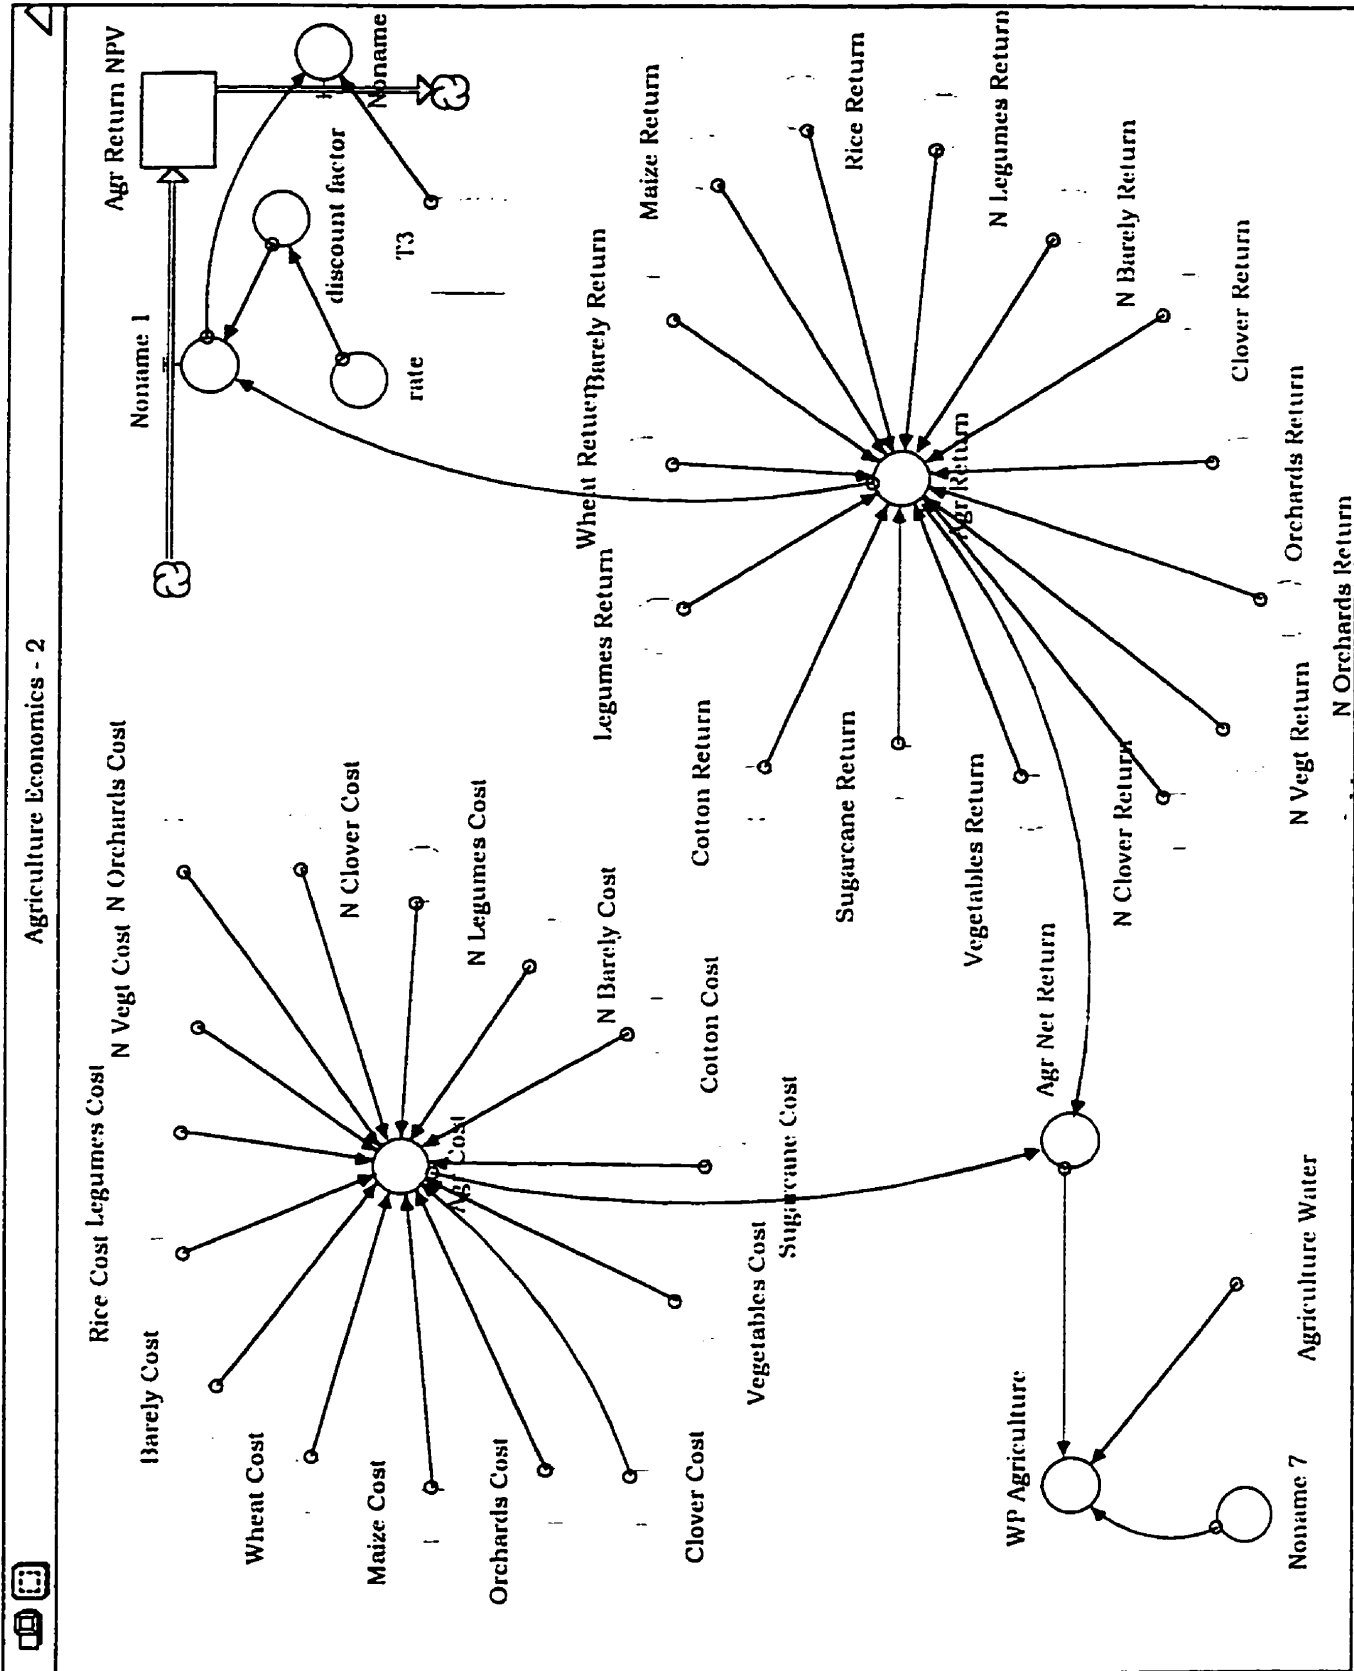 Agriculture Economics - 2
Agr Return NPV
Noname 1
Noname
discount factor
rate
T3
N Orchards Cost
N Vegt Cost
Legumes Cost
Rice Cost
Barely Cost
Wheat Cost
Maize Cost
Orchards Cost
Clover Cost
Vegetables Cost
Sugarcane Cost
Cotton Cost
N Barely Cost
N Legumes Cost
N Clover Cost
Agr Cost
Maize Return
Rice Return
N Legumes Return
N Barely Return
Clover Return
Orchards Return
N Orchards Return
N Vegt Return
N Clover Return
Vegetables Return
Sugarcane Return
Cotton Return
Legumes Return
Wheat Return
Barely Return
Agr Return
Agr Net Return
WP Agriculture
Agriculture Water
Noname 7